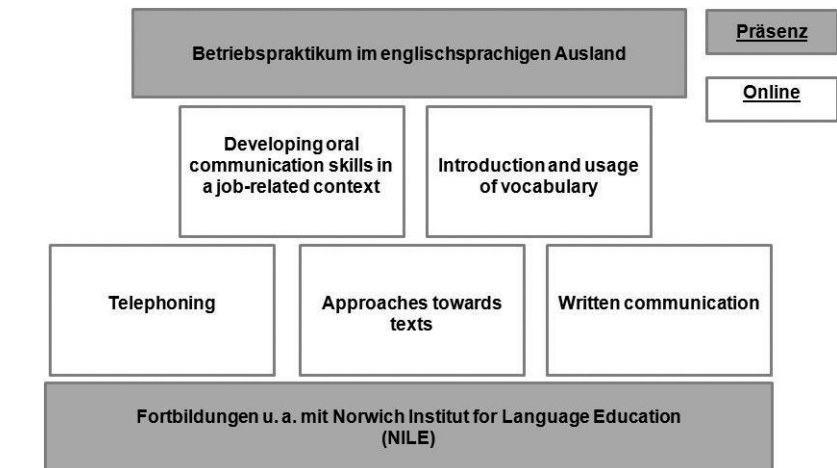 Betriebspraktikum im englischsprachigen Ausland
Präsenz
Online
Developing oral
communication skills in
a job-related context
Introduction and usage
of vocabulary
Telephoning
Approaches towards
texts
Written communication
Fortbildungen u. a. mit Norwich Institut for Language Education
(NILE)